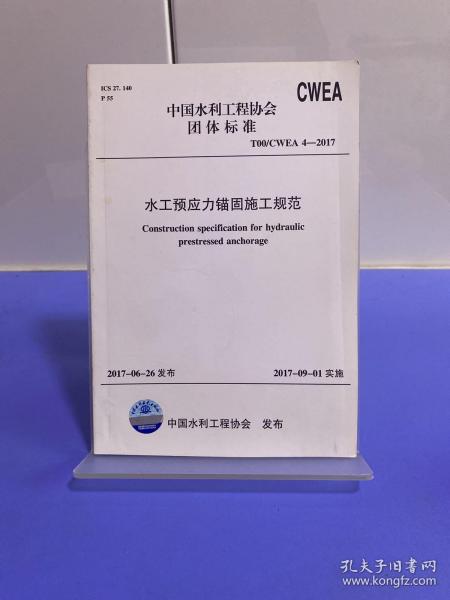 ICS 27. 140
P 55
CWEA
中国水利工程协会
团体标准
T00/CWEA 4—2017
水工预应力锚固施工规范
Construction specification for hydraulic
prestressed anchorage
2017-06-26 发布
2017-09-01 实施
中国水利工程协会 发布
孔夫子旧书网
www.kongfz.com